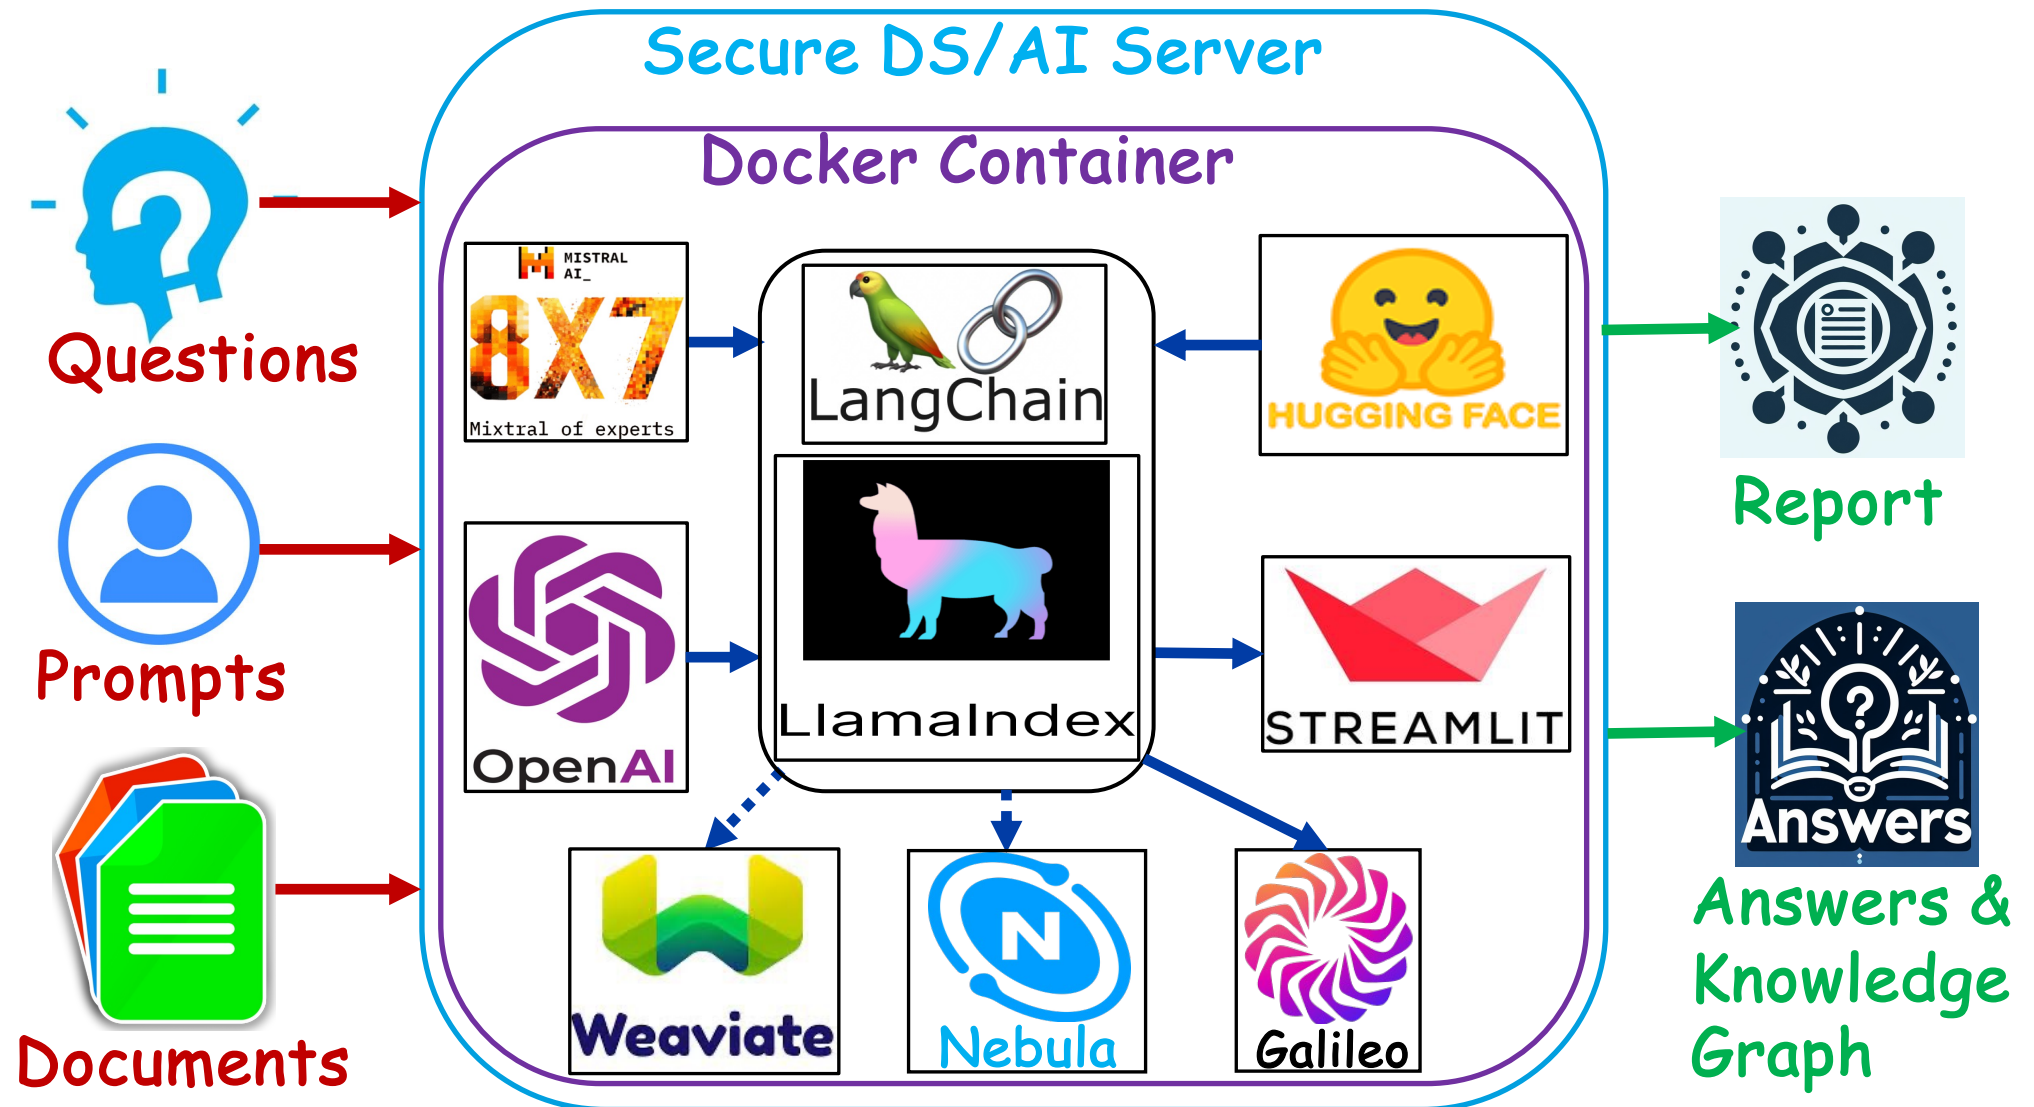 Secure DS/AI Server
Docker Container
Questions
Prompts
Documents
MISTRAL
AI_
8X7
Mixtral of experts
OpenAI
LangChain
LlamaIndex
HUGGING FACE
STREAMLIT
Weaviate
N
Nebula
Galileo
Report
?
Answers
Answers &
Knowledge
Graph